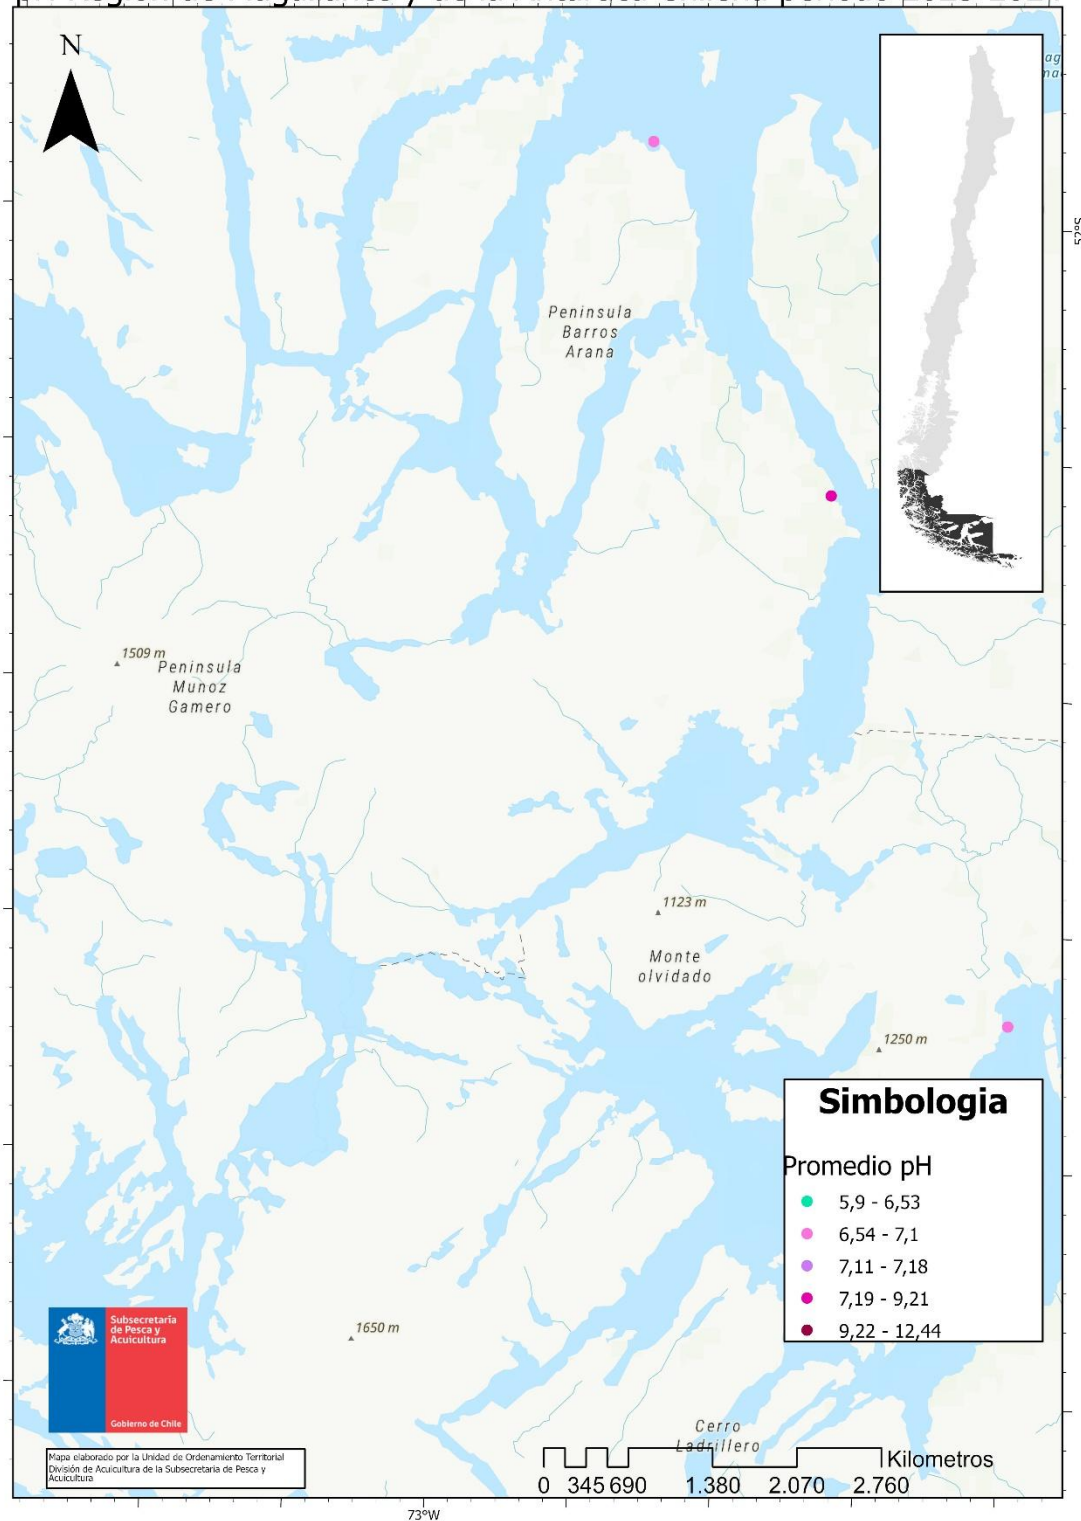 N
52°S
Peninsula
Barros
Arana
1509 m
Peninsula
Munoz
Gamero
1123 m
Monte
olvidado
1250 m
Simbologia
Promedio pH
5,9 - 6,53
6,54 - 7,1
7,11 - 7,18
7,19 - 9,21
9,22 - 12,44
1650 m
Subsecretaría
de Pesca y
Acuicultura
Gobierno de Chile
Cerro
Ladrillero
Mapa elaborado por la Unidad de Ordenamiento Territorial
División de Acuicultura de la Subsecretaria de Pesca y
Acuicultura
Kilometros
0 345 690 1.380 2.070 2.760
73°W